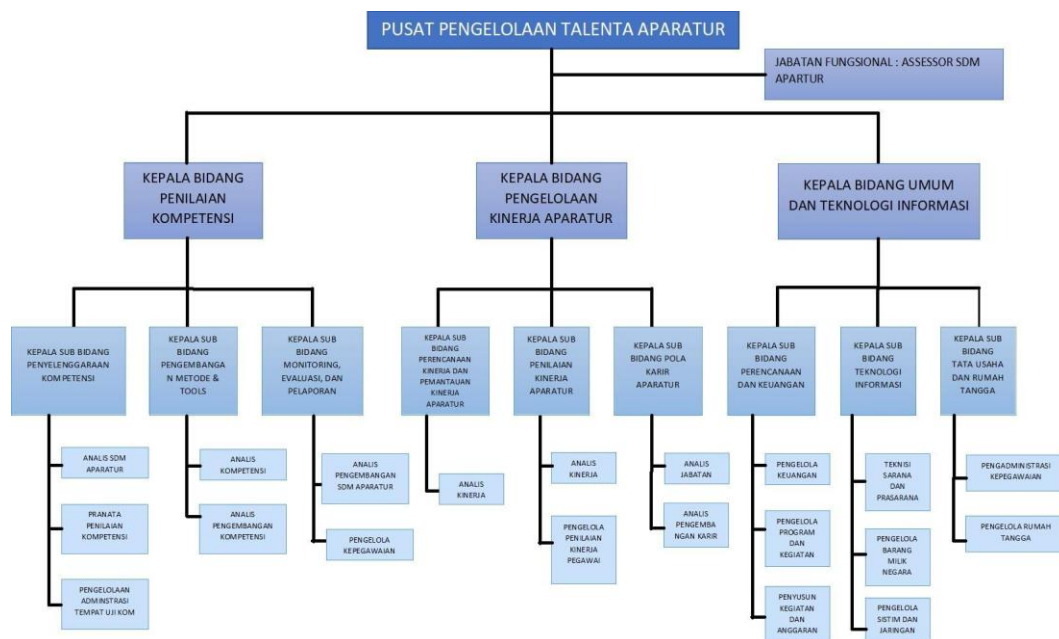 PUSAT PENGELOLAAN TALENTA APARATUR
JABATAN FUNGSIONAL : ASSESSOR SDM
APARTUR
KEPALA BIDANG
PENILAIAN
KOMPETENSI
KEPALA BIDANG
PENGELOLAAN
KINERJA APARATUR
KEPALA BIDANG UMUM
DAN TEKNOLOGI INFORMASI
KEPALA SUB BIDANG
PENYELENGGARAAN
KOMPETENSI
KEPALA SUB
BIDANG
PENGEMBANGA
N METODE &
TOOLS
KEPALA SUB
BIDANG
MONITORING,
EVALUASI, DAN
PELAPORAN
KEPALA SUB
BIDANG
PERENCANAAN
KINERJA DAN
PEMANTAUAN
KINERJA
APARATUR
KEPALA SUB
BIDANG
PENILAIAN
KINERJA
APARATUR
KEPALA SUB
BIDANG POLA
KARIR
APARATUR
KEPALA SUB
BIDANG
PERENCANAAN
DAN KEUANGAN
KEPALA SUB
BIDANG
TEKNOLOGI
INFORMASI
KEPALA SUB
BIDANG
TATA USAHA
DAN RUMAH
TANGGA
ANALIS SDM
APARATUR
PRANATA
PENILAIAN
KOMPETENSI
PENGELOLAAN
ADMINSTRASI
TEMPAT UJI KOM
ANALIS
KOMPETENSI
ANALIS
PENGEMBANGAN
KOMPETENSI
ANALIS
PENGEMBANGAN
SDM APARATUR
PENGELOLA
KEPEGAWAIAN
ANALIS
KINERJA
ANALIS
KINERJA
PENGELOLA
PENILAIAN
KINERJA
PEGAWAI
ANALIS
JABATAN
ANALIS
PENGEMBA
NGAN KARIR
PENGELOLA
KEUANGAN
PENGELOLA
PROGRAM
DAN
KEGIATAN
PENYUSUN
KEGIATAN
DAN
ANGGARAN
TEKNISI
SARANA
DAN
PRASARANA
PENGELOLA
BARANG
MILIK
NEGARA
PENGELOLA
SISTIM DAN
JARINGAN
PENGADMINISTRASI
KEPEGAWAIAN
PENGELOLA RUMAH
TANGGA